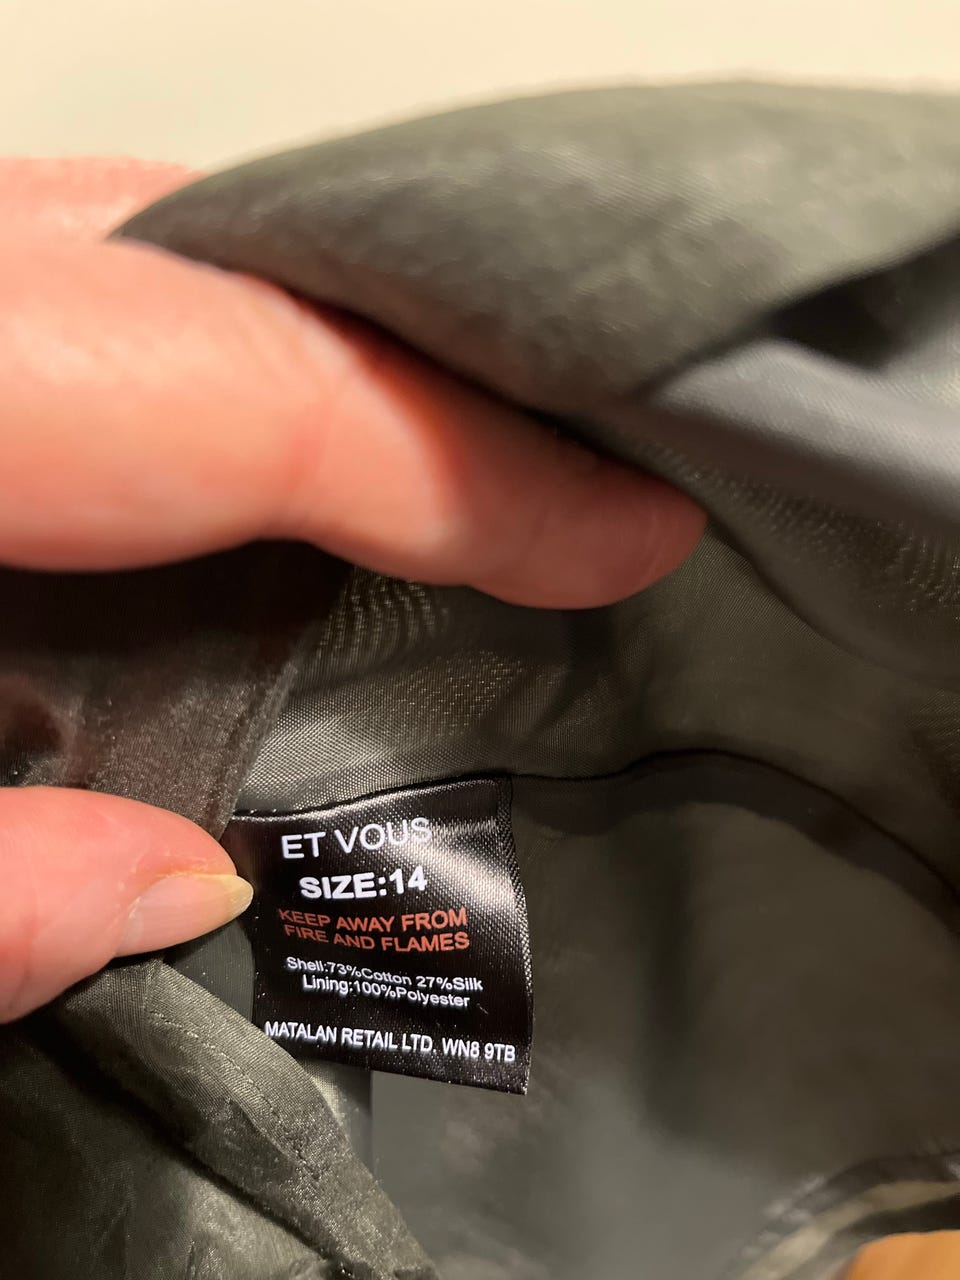 ET VOUS
SIZE:14
KEEP AWAY FROM
FIRE AND FLAMES
Shell:73%Cotton 27%Silk
Lining:100%Polyester
MATALAN RETAIL LTD. WN8 9TB